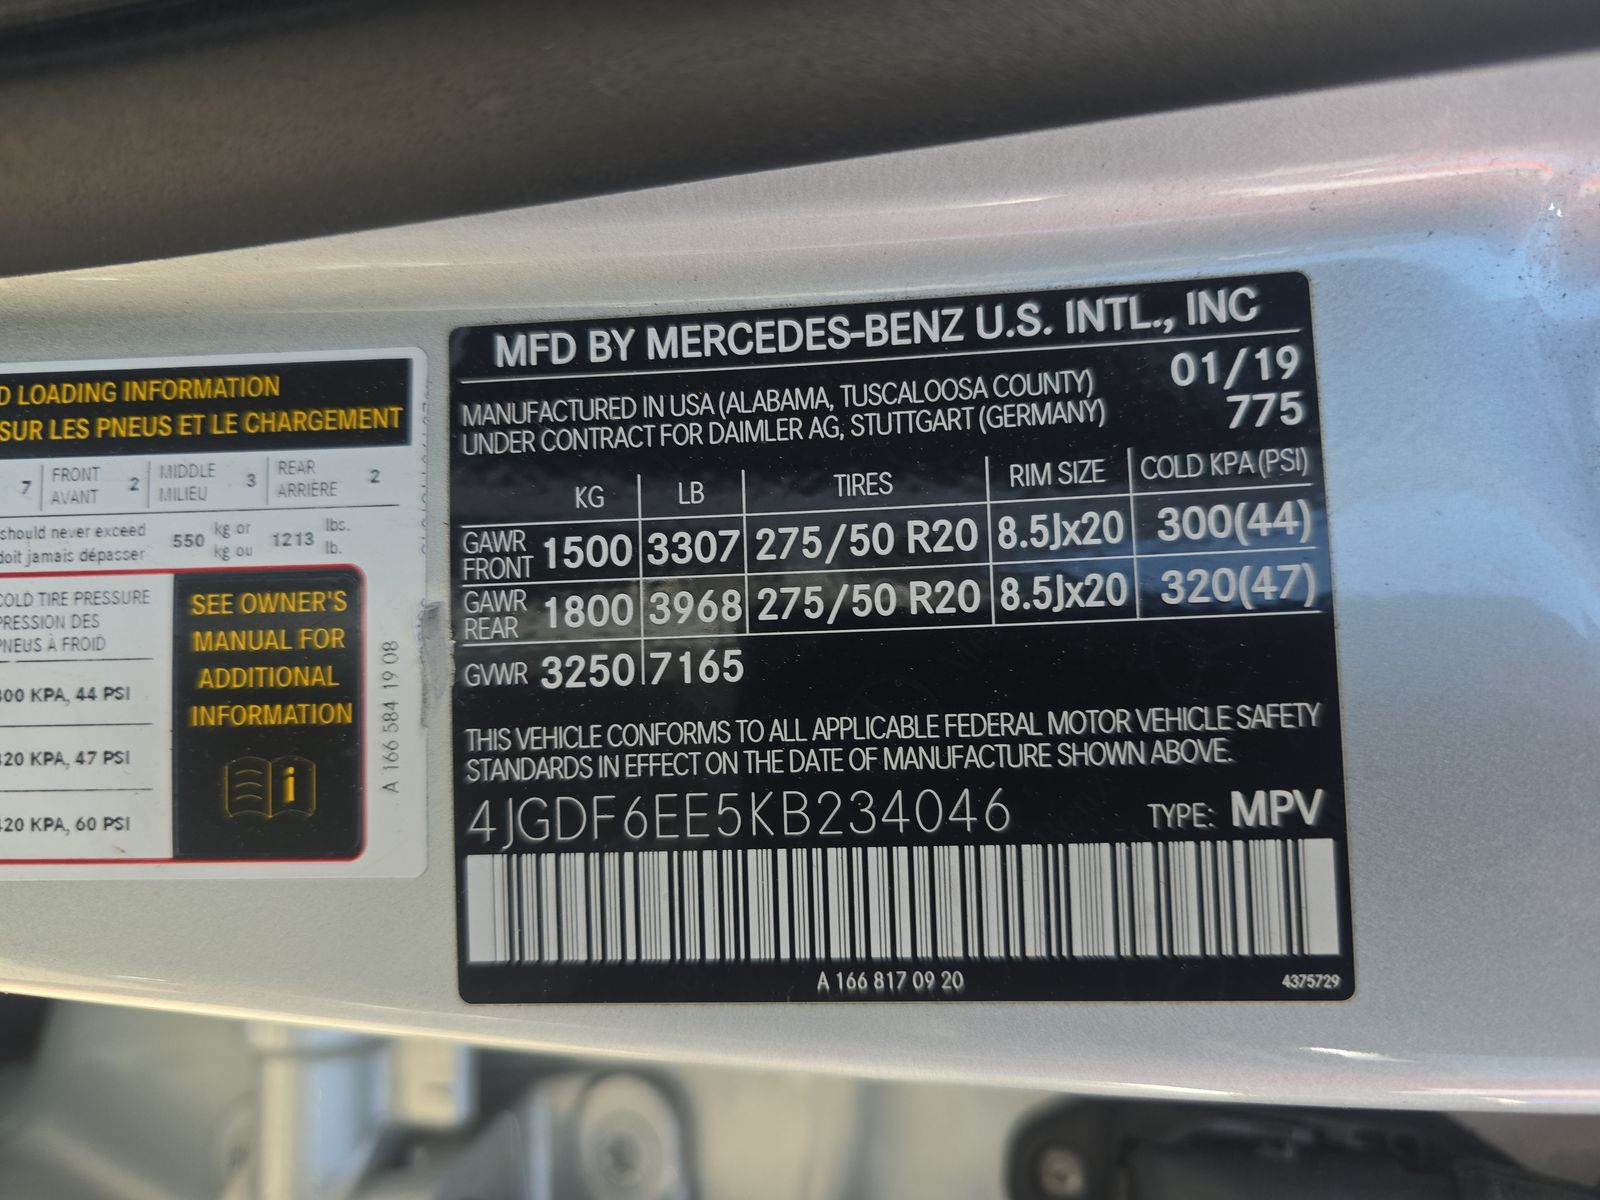 D LOADING INFORMATION
SUR LES PNEUS ET LE CHARGEMENT
7 FRONT AVANT 2 MIDDLE MILIEU 3 REAR ARRIÈRE 2
should never exceed 550 kg or 1213 lbs.
doit jamais dépasser kg ou lb.
COLD TIRE PRESSURE
PRESSION DES
PNEUS À FROID
300 KPA, 44 PSI
320 KPA, 47 PSI
420 KPA, 60 PSI
SEE OWNER'S
MANUAL FOR
ADDITIONAL
INFORMATION
A 166 584 19 08
MFD BY MERCEDES-BENZ U.S. INTL., INC
MANUFACTURED IN USA (ALABAMA, TUSCALOOSA COUNTY) 01/19
UNDER CONTRACT FOR DAIMLER AG, STUTTGART (GERMANY) 775
KG LB TIRES RIM SIZE COLD KPA (PSI)
GAWR FRONT 1500 3307 275/50 R20 8.5Jx20 300(44)
GAWR REAR 1800 3968 275/50 R20 8.5Jx20 320(47)
GVWR 3250 7165
THIS VEHICLE CONFORMS TO ALL APPLICABLE FEDERAL MOTOR VEHICLE SAFETY
STANDARDS IN EFFECT ON THE DATE OF MANUFACTURE SHOWN ABOVE.
4JGDF6EE5KB234046 TYPE: MPV
A 166 817 09 20 4375729